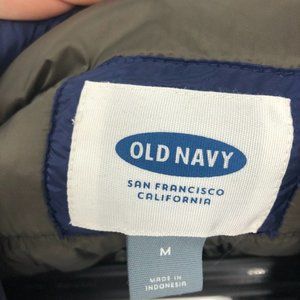 OLD NAVY
SAN FRANCISCO
CALIFORNIA
M
MADE IN
INDONESIA